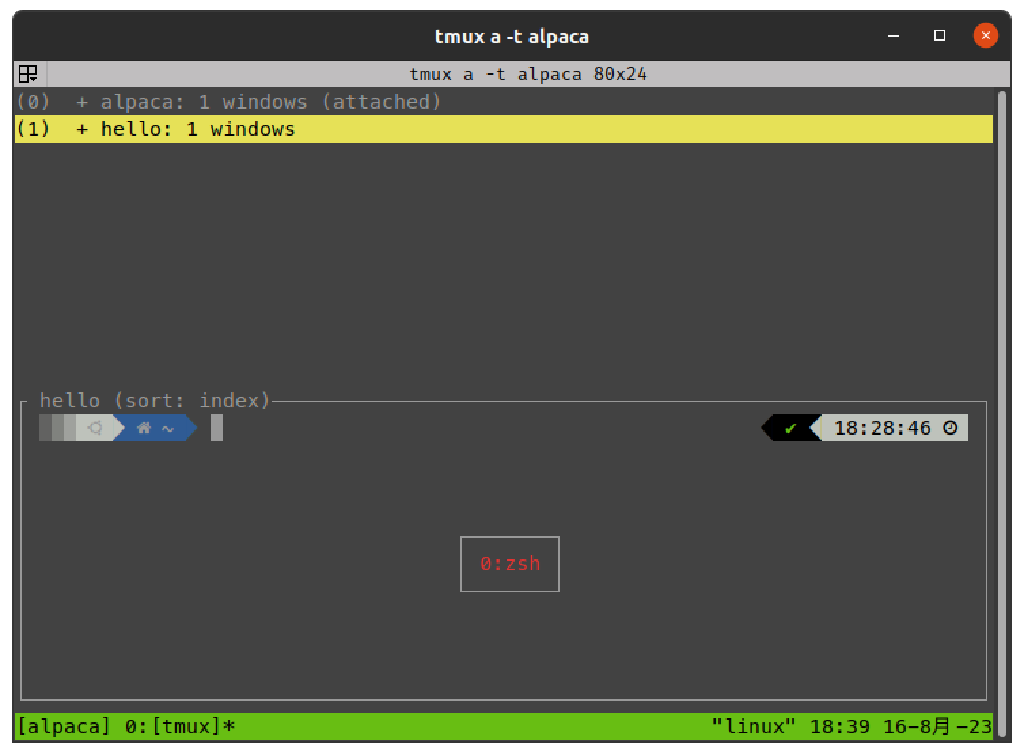 tmux a -t alpaca
tmux a -t alpaca 80x24
(0)  + alpaca: 1 windows (attached)
(1)  + hello: 1 windows
hello (sort: index)
~ ✔ 18:28:46
0:zsh
[alpaca] 0:[tmux]* "linux" 18:39 16-8月-23